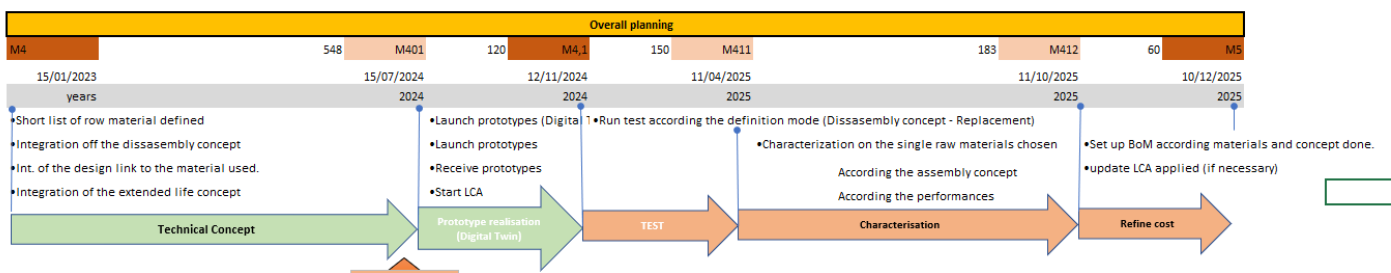 Overall planning
M4 548 M401 120 M4,1 150 M411 183 M412 60 M5
15/01/2023 15/07/2024 12/11/2024 11/04/2025 11/10/2025 10/12/2025
years 2024 2024 2025 2025 2025
•Short list of row material defined
•Integration off the dissasembly concept
•Int. of the design link to the material used.
•Integration of the extended life concept
•Launch prototypes (Digital T
•Launch prototypes
•Receive prototypes
•Start LCA
•Run test according the definition mode (Dissasembly concept - Replacement)
•Characterization on the single raw materials chosen
According the assembly concept
According the performances
•Set up BoM according materials and concept done.
•update LCA applied (if necessary)
Technical Concept
Prototype realisation
(Digital Twin)
TEST
Characterisation
Refine cost